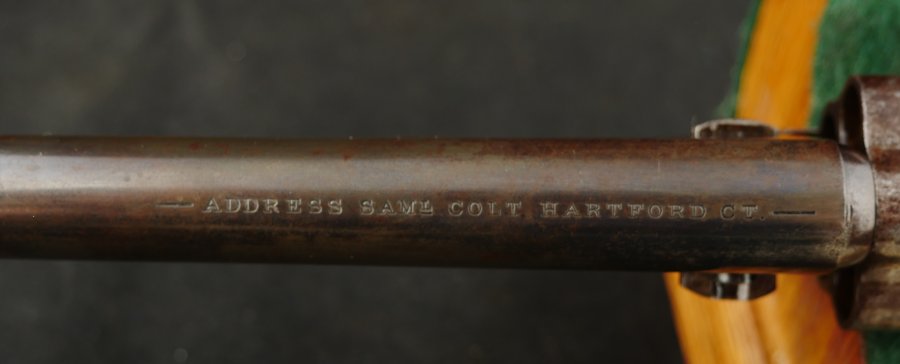 — ADDRESS SAMᴸ COLT HARTFORD CT. —